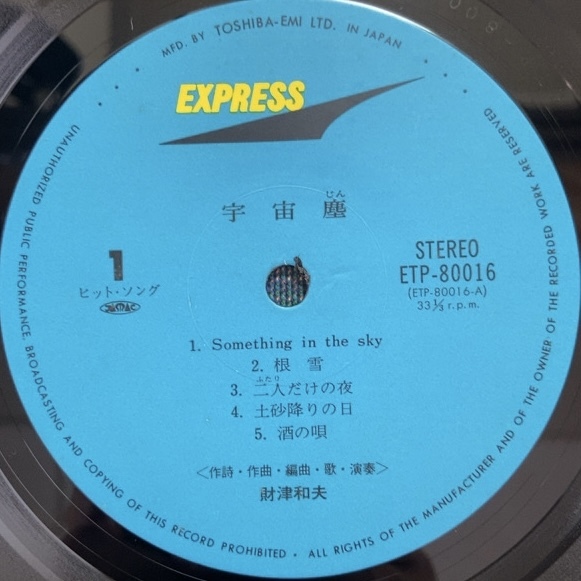 MFD. BY TOSHIBA-EMI LTD. IN JAPAN
EXPRESS
じん
宇宙塵
1
ヒット・ソング
JASRAC
STEREO
ETP-80016
(ETP-80016-A)
33⅓ r.p.m.
1. Something in the sky
2. 根雪
ふたり
3. 二人だけの夜
4. 土砂降りの日
5. 酒の唄
<作詩・作曲・編曲・歌・演奏>
財津和夫
UNAUTHORIZED PUBLIC PERFORMANCE. BROADCASTING AND COPYING OF THIS RECORD PROHIBITED • ALL RIGHTS OF THE MANUFACTURER AND OF THE OWNER OF THE RECORDED WORK ARE RESERVED